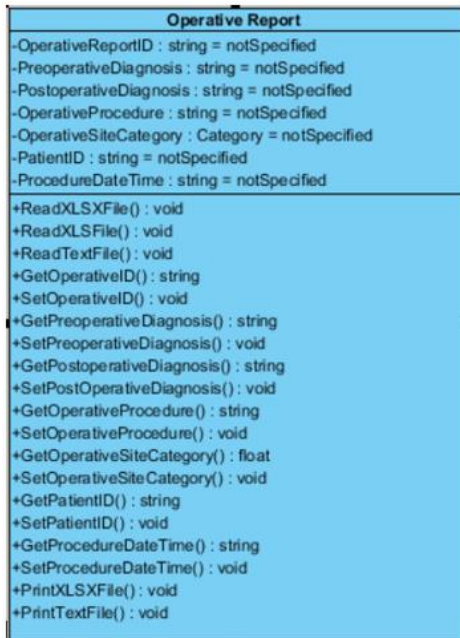 Operative Report
-OperativeReportID : string = notSpecified
-PreoperativeDiagnosis : string = notSpecified
-PostoperativeDiagnosis : string = notSpecified
-OperativeProcedure : string = notSpecified
-OperativeSiteCategory : Category = notSpecified
-PatientID : string = notSpecified
-ProcedureDateTime : string = notSpecified
+ReadXLSXFile() : void
+ReadXLSFile() : void
+ReadTextFile() : void
+GetOperativeID() : string
+SetOperativeID() : void
+GetPreoperativeDiagnosis() : string
+SetPreoperativeDiagnosis() : void
+GetPostoperativeDiagnosis() : string
+SetPostOperativeDiagnosis() : void
+GetOperativeProcedure() : string
+SetOperativeProcedure() : void
+GetOperativeSiteCategory() : float
+SetOperativeSiteCategory() : void
+GetPatientID() : string
+SetPatientID() : void
+GetProcedureDateTime() : string
+SetProcedureDateTime() : void
+PrintXLSXFile() : void
+PrintTextFile() : void